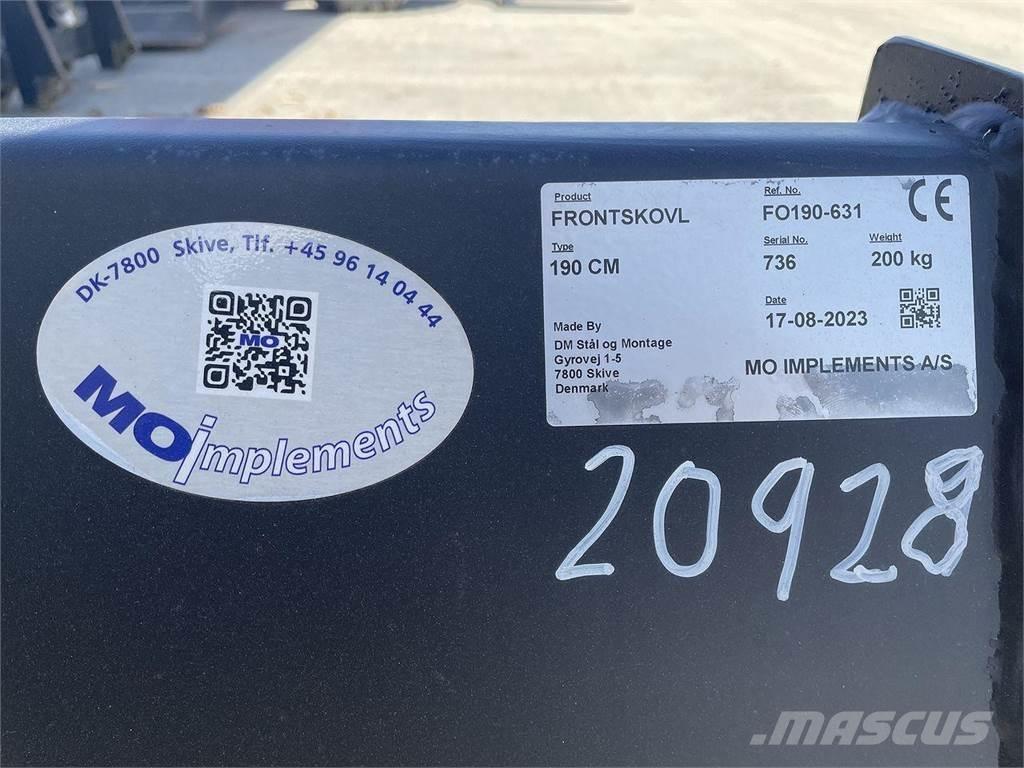 DK-7800 Skive, Tlf. +45 96 14 04 44
MO
MO implements
Product
FRONTSKOVL
Ref. No.
FO190-631
CE
Type
190 CM
Serial No.
736
Weight
200 kg
Date
17-08-2023
Made By
DM Stål og Montage
Gyrovej 1-5
7800 Skive
Denmark
MO IMPLEMENTS A/S
20928
MASCUS